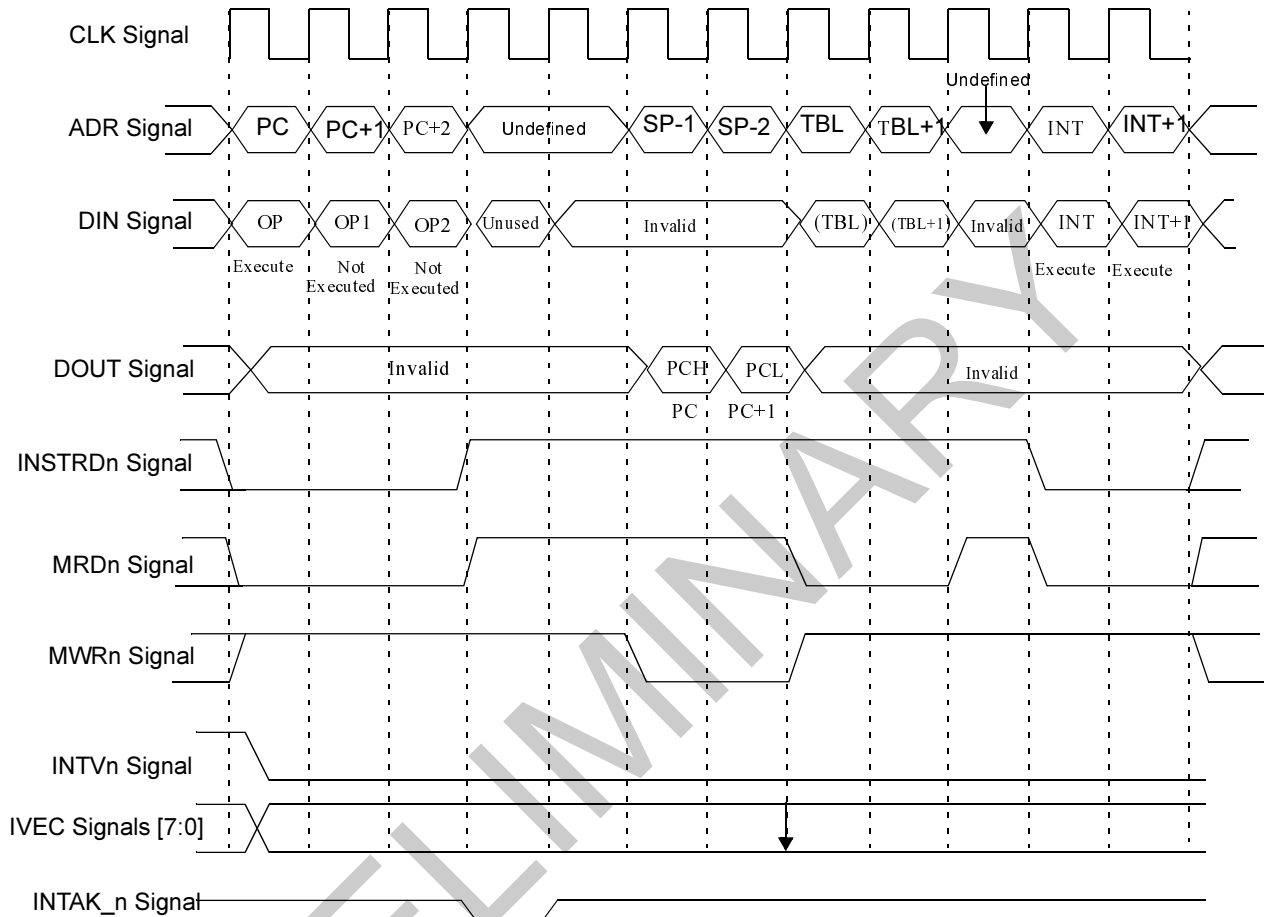 CLK Signal
Undefined
ADR Signal PC PC+1 PC+2 Undefined SP-1 SP-2 TBL TBL+1 INT INT+1
DIN Signal OP OP1 OP2 Unused Invalid (TBL) (TBL+1) Invalid INT INT+1
Execute Not Executed Not Executed Execute Execute
DOUT Signal Invalid PCH PCL Invalid
PC PC+1
INSTRDn Signal
MRDn Signal
MWRn Signal
INTVn Signal
IVEC Signals [7:0]
INTAK_n Signal
ELIMINARY